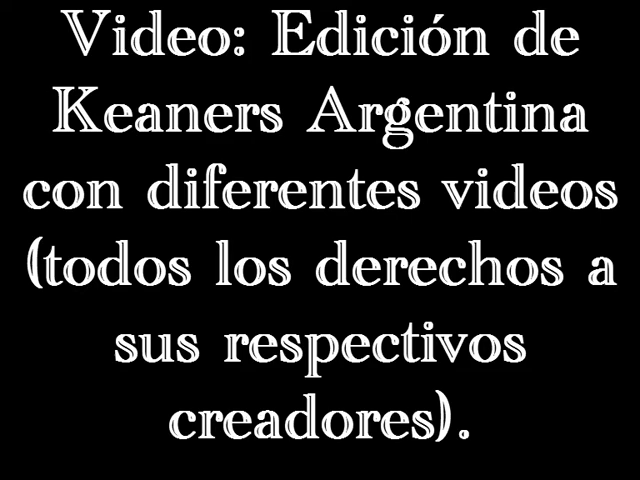 Video: Edición de
Keaners Argentina
con diferentes videos
(todos los derechos a
sus respectivos
creadores).